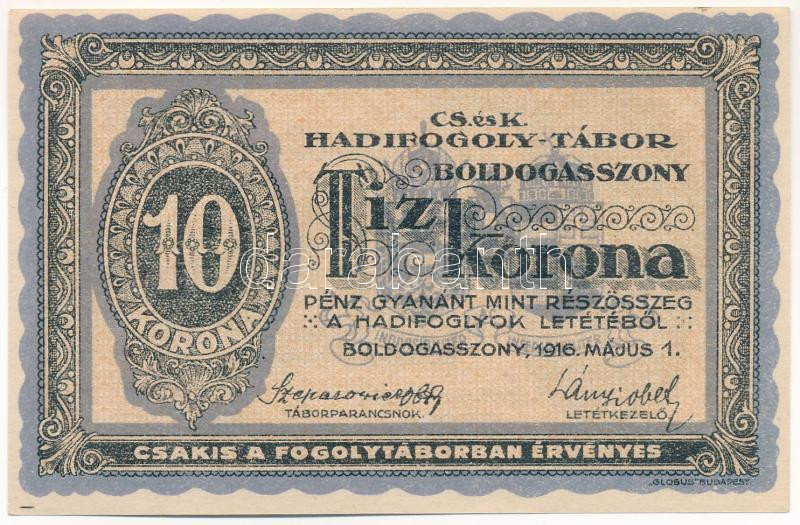 CS. és K.
HADIFOGOLY-TÁBOR
BOLDOGASSZONY
10
KORONA
Tiz korona
PÉNZ GYANÁNT MINT RÉSZÖSSZEG
A HADIFOGLYOK LETÉTÉBŐL
BOLDOGASSZONY, 1916. MÁJUS 1.
TÁBORPARANCSNOK.
LETÉTKEZELŐ.
CSAKIS A FOGOLYTÁBORBAN ÉRVÉNYES
„GLOBUS" BUDAPEST
darabanth